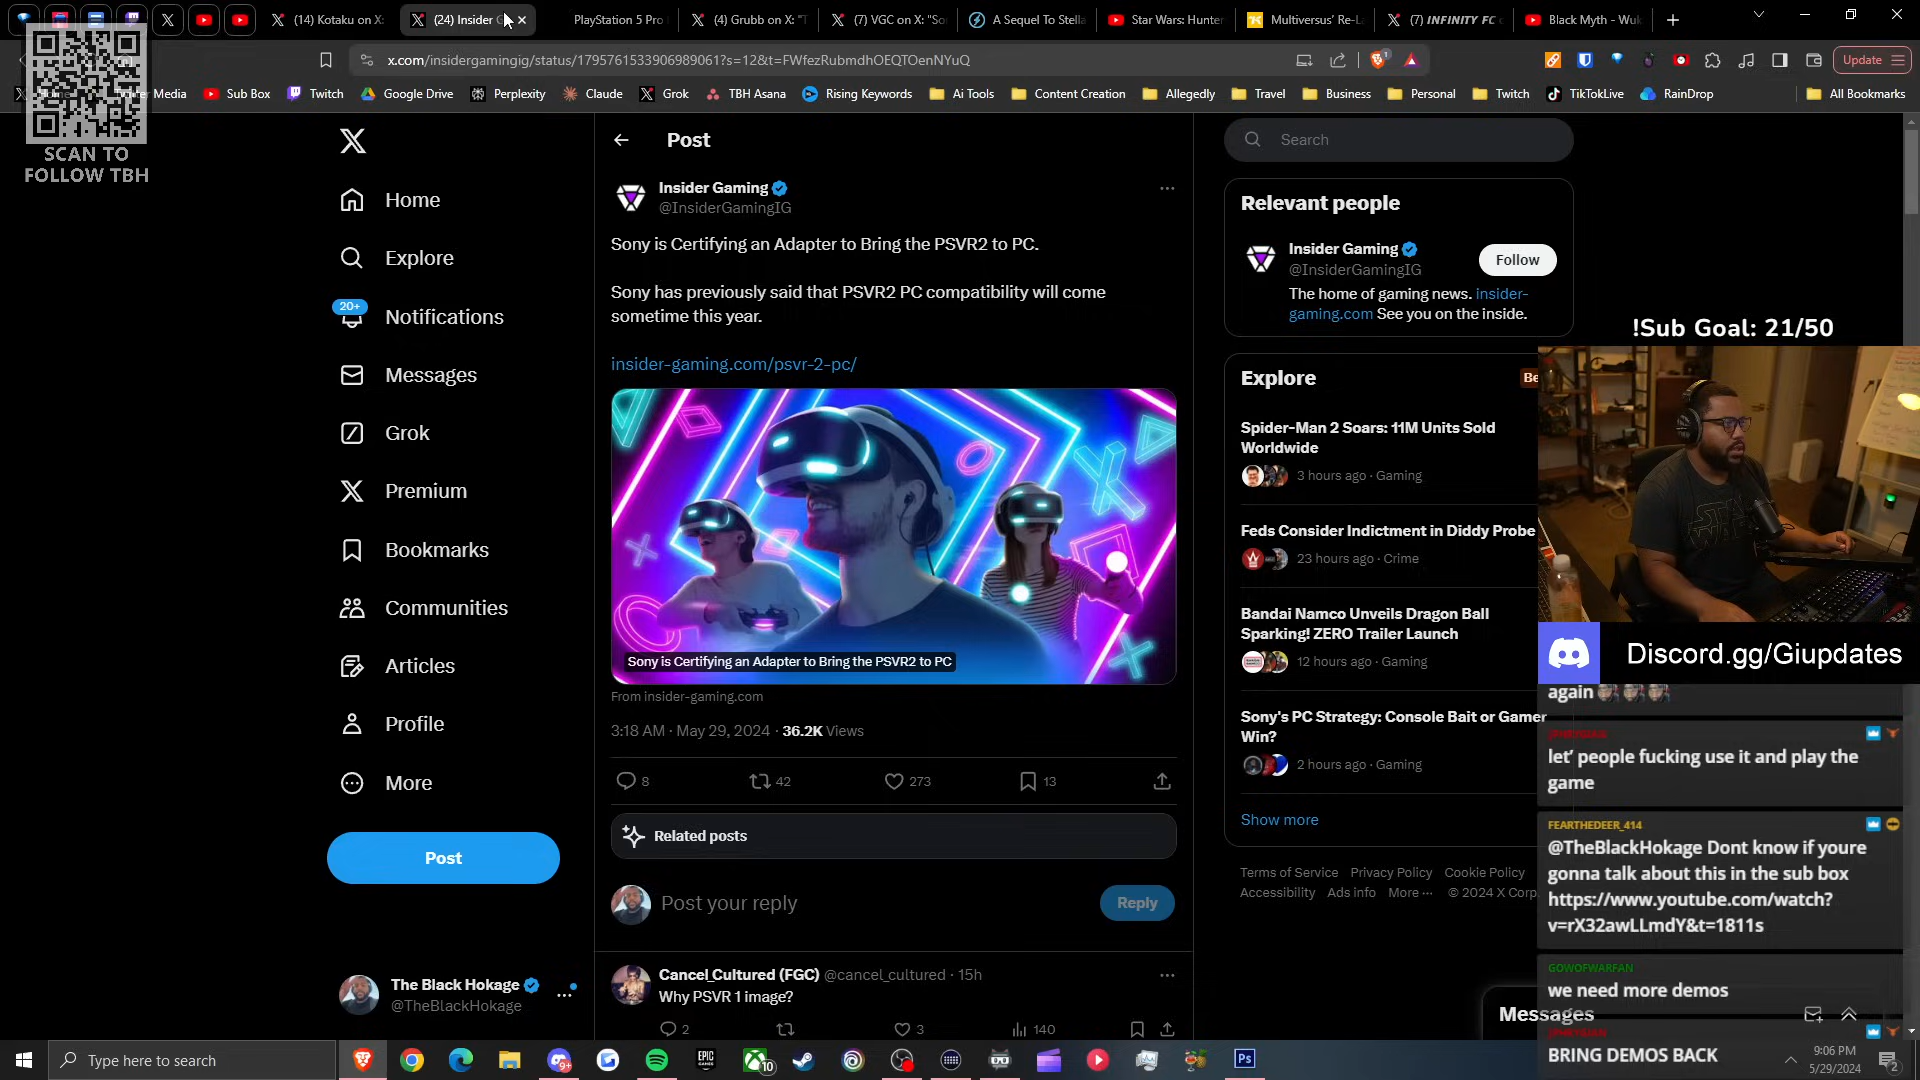 (14) Kotaku on X:
(24) Insider G
PlayStation 5 Pro
(4) Grubb on X: "T
(7) VGC on X: "So
A Sequel To Stella
Star Wars: Hunter
Multiversus' Re-La
(7) INFINITY FC
Black Myth - Wuk
x.com/insidergamingig/status/1795761533906989061?s=12&t=FWfezRubmdhOEQTOenNYuQ
1
Update
Media
Sub Box
Twitch
Google Drive
Perplexity
Claude
Grok
TBH Asana
Rising Keywords
Ai Tools
Content Creation
Allegedly
Travel
Business
Personal
Twitch
TikTokLive
RainDrop
All Bookmarks
SCAN TO
FOLLOW TBH
Home
Explore
20+
Notifications
Messages
Grok
Premium
Bookmarks
Communities
Articles
Profile
More
Post
The Black Hokage
@TheBlackHokage
Post
Insider Gaming
@InsiderGamingIG
Sony is Certifying an Adapter to Bring the PSVR2 to PC.
Sony has previously said that PSVR2 PC compatibility will come
sometime this year.
insider-gaming.com/psvr-2-pc/
Sony is Certifying an Adapter to Bring the PSVR2 to PC
From insider-gaming.com
3:18 AM · May 29, 2024 · 36.2K Views
8
42
273
13
Related posts
Post your reply
Reply
Cancel_Cultured (FGC) @cancel_cultured · 15h
Why PSVR 1 image?
2
3
140
Search
Relevant people
Insider Gaming
@InsiderGamingIG
Follow
The home of gaming news. insider-
gaming.com See you on the inside.
Explore
Be
Spider-Man 2 Soars: 11M Units Sold
Worldwide
3 hours ago · Gaming
Feds Consider Indictment in Diddy Probe
23 hours ago · Crime
Bandai Namco Unveils Dragon Ball
Sparking! ZERO Trailer Launch
12 hours ago · Gaming
Sony's PC Strategy: Console Bait or Gamer
Win?
2 hours ago · Gaming
Show more
Terms of Service Privacy Policy Cookie Policy
Accessibility Ads info More ··· © 2024 X Corp
Messages
!Sub Goal: 21/50
Discord.gg/Giupdates
again
let' people fucking use it and play the
game
FEARTHEDEER_414
@TheBlackHokage Dont know if youre
gonna talk about this in the sub box
https://www.youtube.com/watch?
v=rX32awLLmdY&t=1811s
GOWOFWARFAN
we need more demos
BRING DEMOS BACK
Type here to search
9+
EPIC
GAMES
10
Ps
9:06 PM
5/29/2024
2